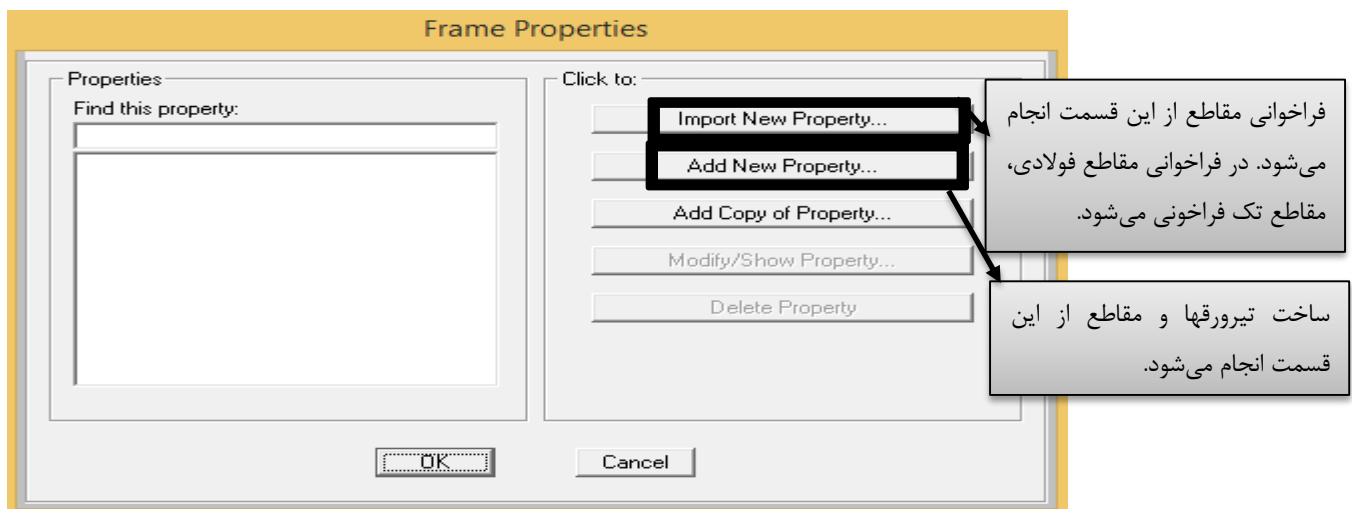 Frame Properties
Properties
Find this property:
Click to:
Import New Property...
Add New Property...
Add Copy of Property...
Modify/Show Property...
Delete Property
OK
Cancel
فراخوانی مقاطع از این قسمت انجام
می‌شود. در فراخوانی مقاطع فولادی،
مقاطع تک فراخونی می‌شود.
ساخت تیرورقها و مقاطع از این
قسمت انجام می‌شود.